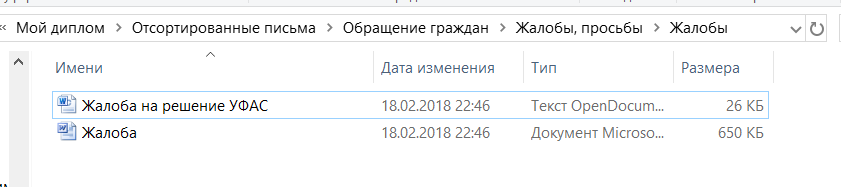 « Мой диплом > Отсортированные письма > Обращение граждан > Жалобы, просьбы > Жалобы
Имени Дата изменения Тип Размера
Жалоба на решение УФАС 18.02.2018 22:46 Текст OpenDocum... 26 КБ
Жалоба 18.02.2018 22:46 Документ Microso... 650 КБ